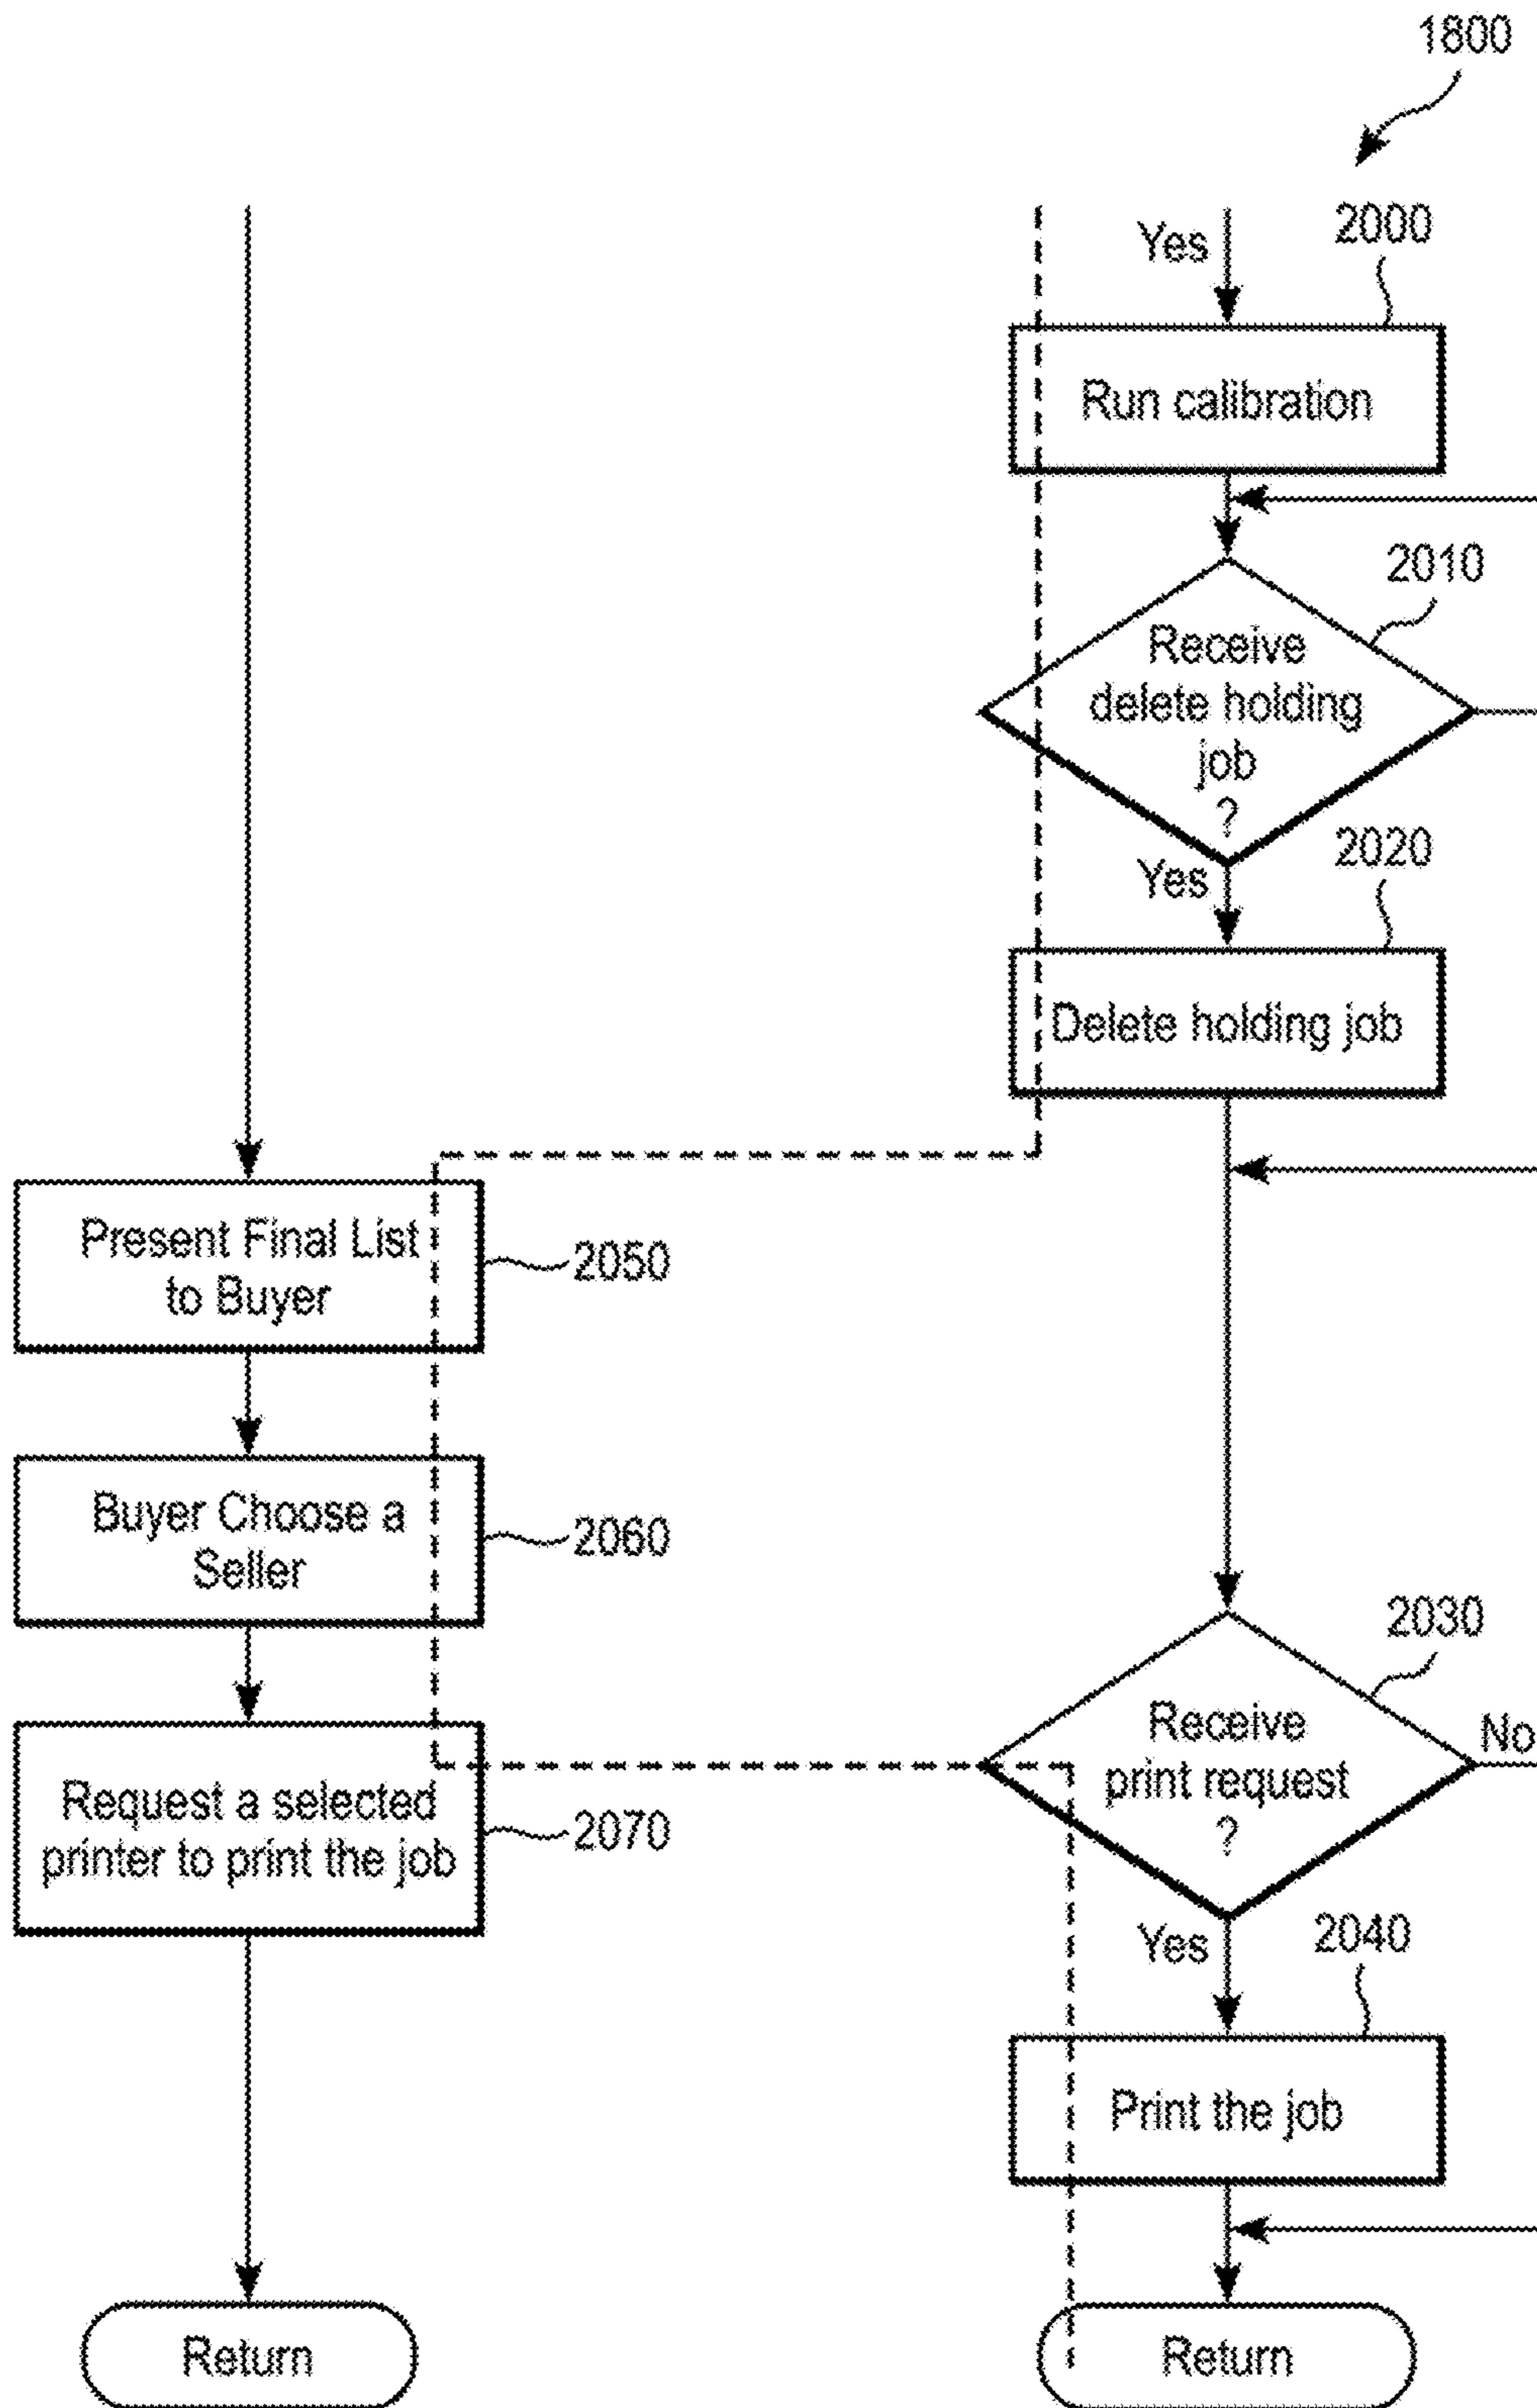 1800
Yes
2000
Run calibration
2010
Receive
delete holding
job
?
Yes
2020
Delete holding job
Present Final List
to Buyer
2050
Buyer Choose a
Seller
2060
Request a selected
printer to print the job
2070
2030
Receive
print request
?
No
Yes
2040
Print the job
Return
Return